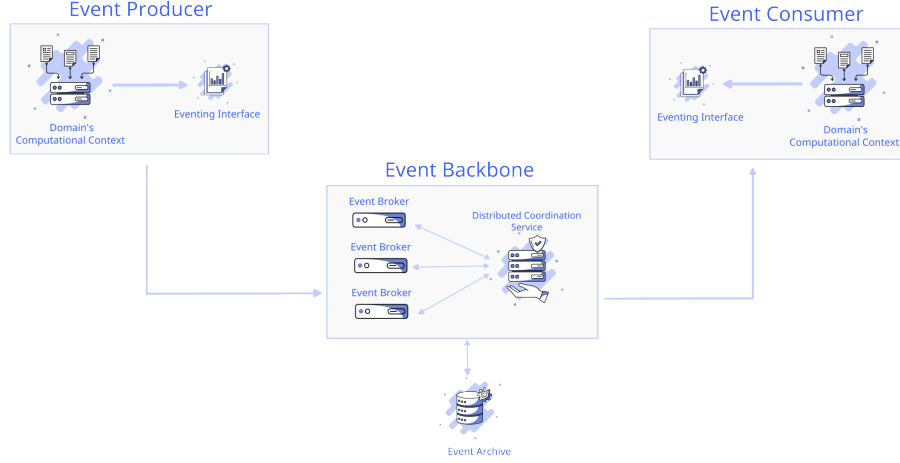 Event Producer
Eventing Interface
Domain's
Computational Context
Event Consumer
Eventing Interface
Domain's
Computational Context
Event Backbone
Event Broker
Event Broker
Event Broker
Distributed Coordination
Service
Event Archive